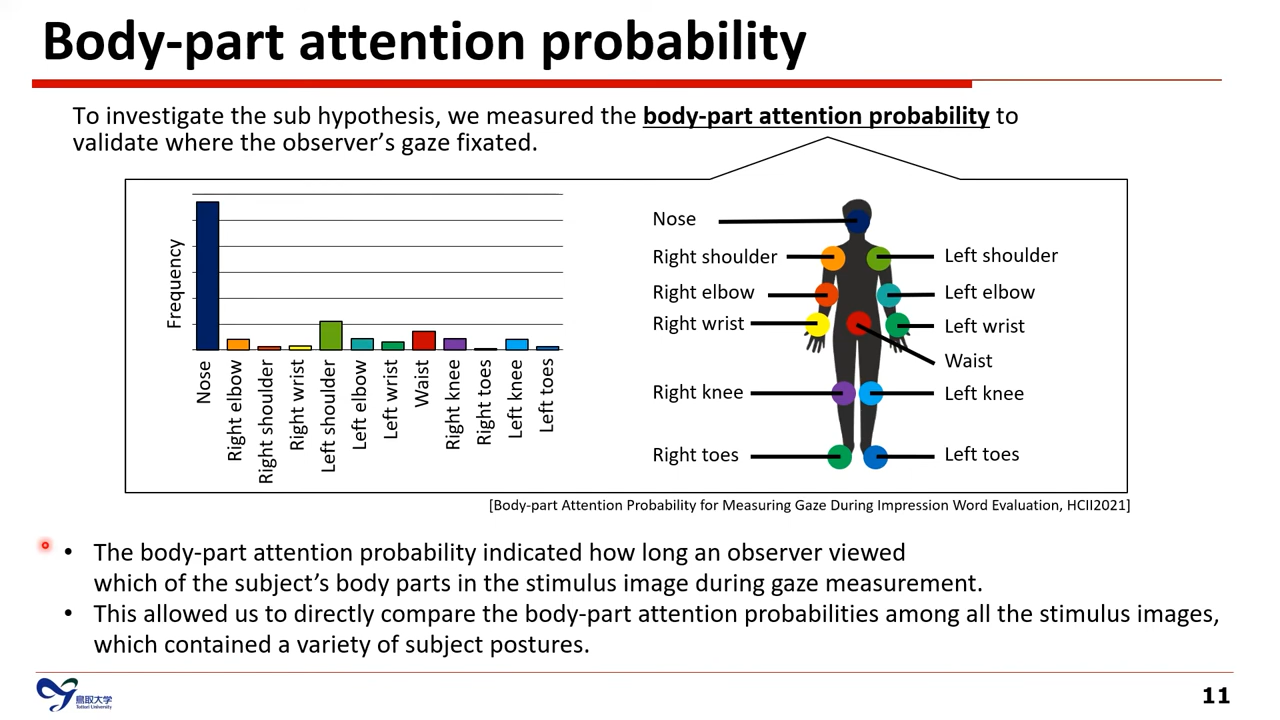 Body-part attention probability
To investigate the sub hypothesis, we measured the body-part attention probability to
validate where the observer's gaze fixated.
Frequency
Nose
Right elbow
Right shoulder
Right wrist
Left shoulder
Left elbow
Left wrist
Waist
Right knee
Right toes
Left knee
Left toes
Nose
Right shoulder
Left shoulder
Right elbow
Left elbow
Right wrist
Left wrist
Waist
Right knee
Left knee
Right toes
Left toes
[Body-part Attention Probability for Measuring Gaze During Impression Word Evaluation, HCII2021]
• The body-part attention probability indicated how long an observer viewed
which of the subject's body parts in the stimulus image during gaze measurement.
• This allowed us to directly compare the body-part attention probabilities among all the stimulus images,
which contained a variety of subject postures.
鳥取大学
Tottori University
11